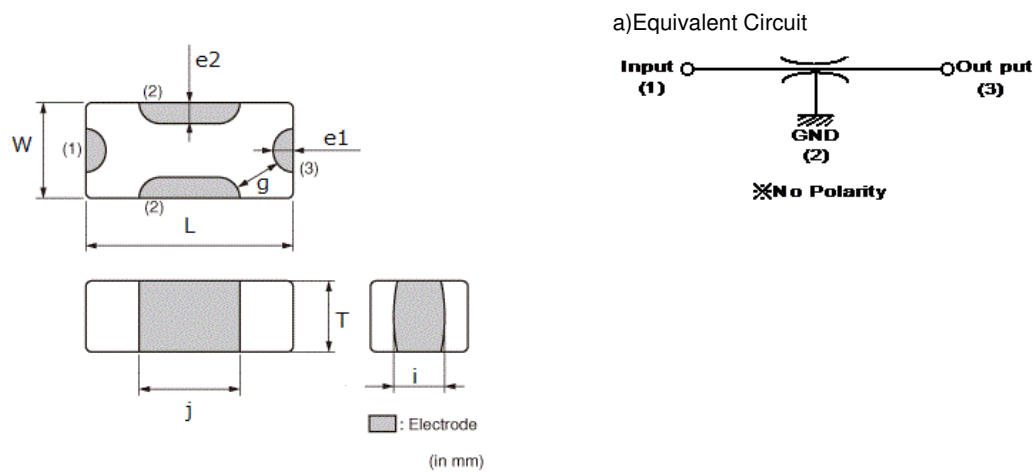 e2
(2)
W
(1)
e1
(3)
g
(2)
L
T
j
i
: Electrode
(in mm)
a)Equivalent Circuit
Input
(1)
Out put
(3)
GND
(2)
※No Polarity